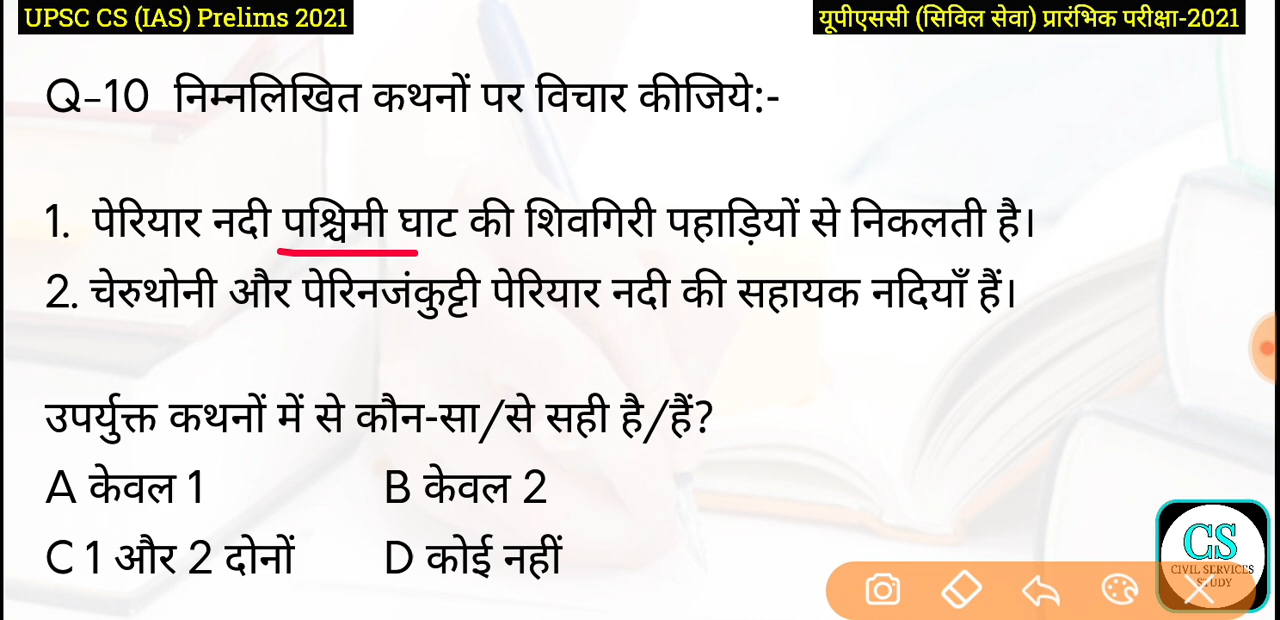 UPSC CS (IAS) Prelims 2021
यूपीएससी (सिविल सेवा) प्रारंभिक परीक्षा-2021
Q-10 निम्नलिखित कथनों पर विचार कीजिये:-
1. पेरियार नदी पश्चिमी घाट की शिवगिरी पहाड़ियों से निकलती है।
2. चेरुथोनी और पेरिनजंकुट्टी पेरियार नदी की सहायक नदियाँ हैं।
उपर्युक्त कथनों में से कौन-सा/से सही है/हैं?
A केवल 1 B केवल 2
C 1 और 2 दोनों D कोई नहीं
CS
CIVIL SERVICES
STUDY